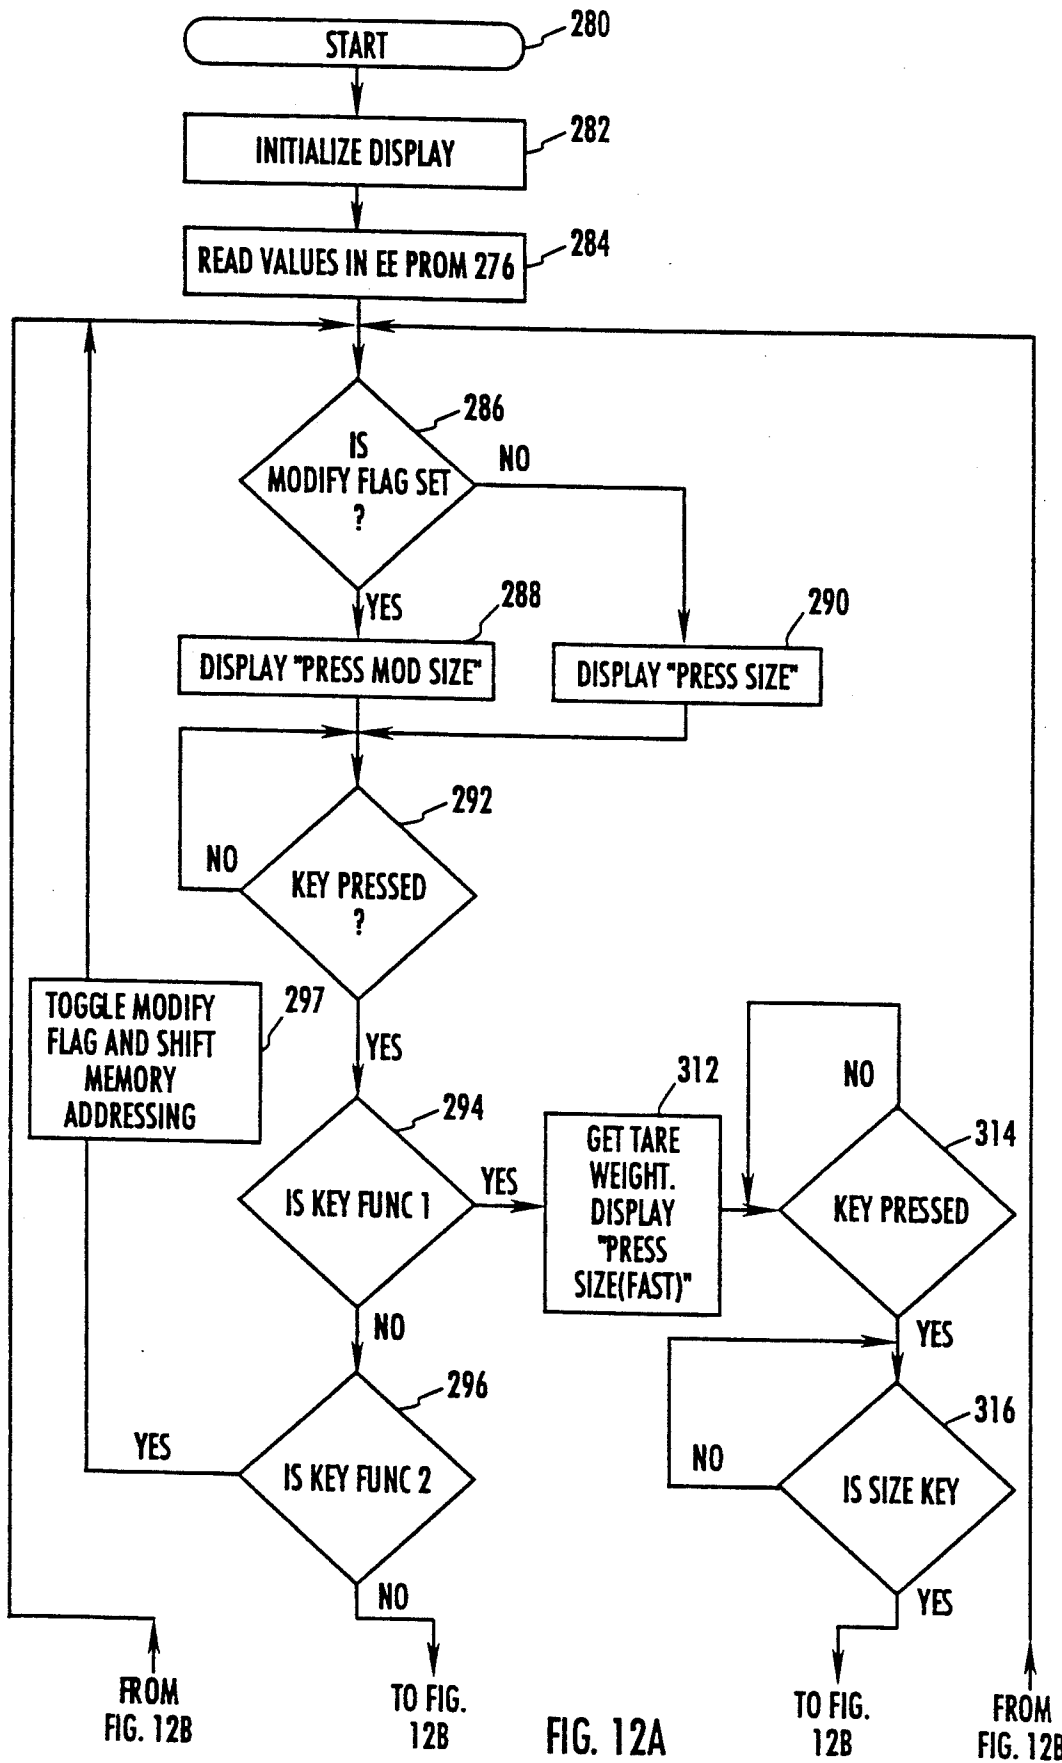 START
280
INITIALIZE DISPLAY
282
READ VALUES IN EE PROM 276
284
IS
MODIFY FLAG SET
?
286
NO
YES
288
DISPLAY "PRESS MOD SIZE"
290
DISPLAY "PRESS SIZE"
292
NO
KEY PRESSED
?
YES
TOGGLE MODIFY
FLAG AND SHIFT
MEMORY
ADDRESSING
297
294
IS KEY FUNC 1
YES
NO
312
GET TARE
WEIGHT.
DISPLAY
"PRESS
SIZE(FAST)"
NO
314
KEY PRESSED
YES
296
YES
IS KEY FUNC 2
NO
316
NO
IS SIZE KEY
YES
FROM
FIG. 12B
TO FIG.
12B
FIG. 12A
TO FIG.
12B
FROM
FIG. 12B